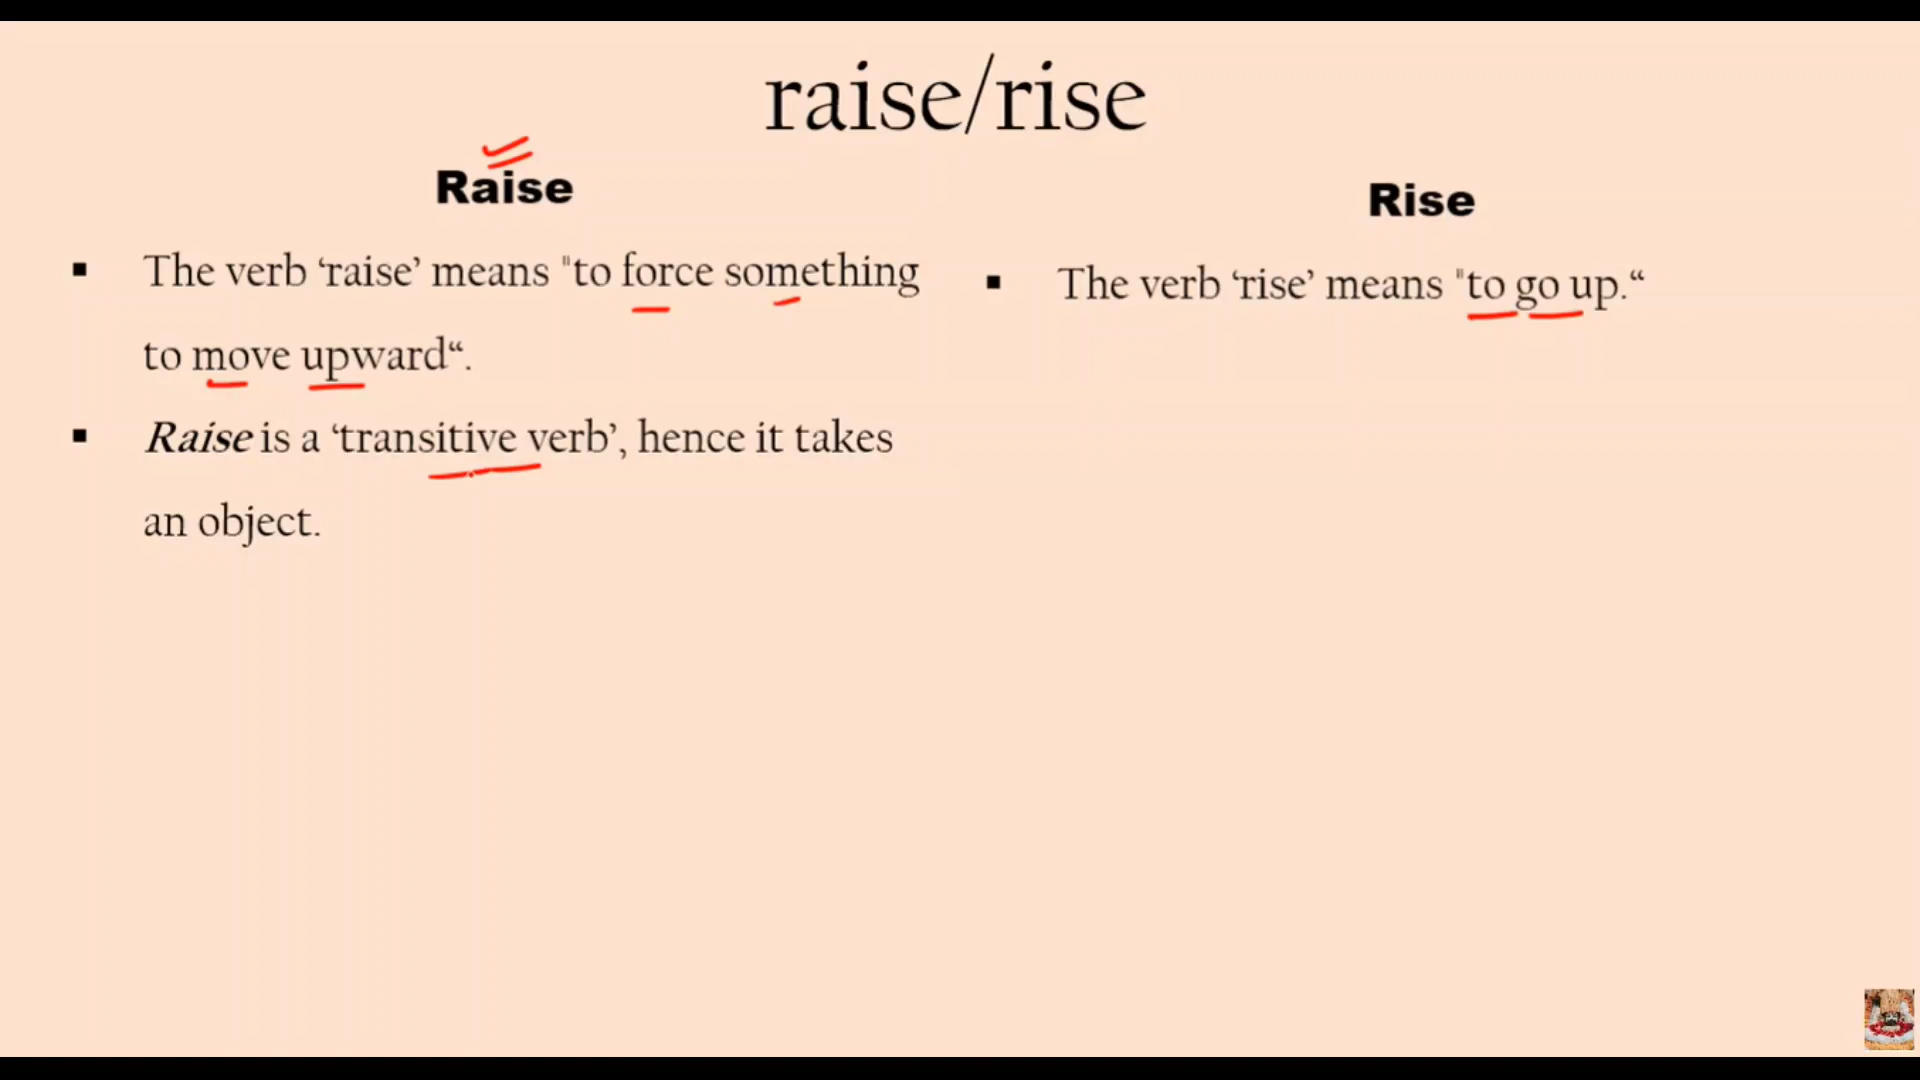 raise/rise
Raise
▪ The verb ‘raise’ means "to force something
to move upward“.
▪ Raise is a ‘transitive verb’, hence it takes
an object.
Rise
▪ The verb ‘rise’ means "to go up.“